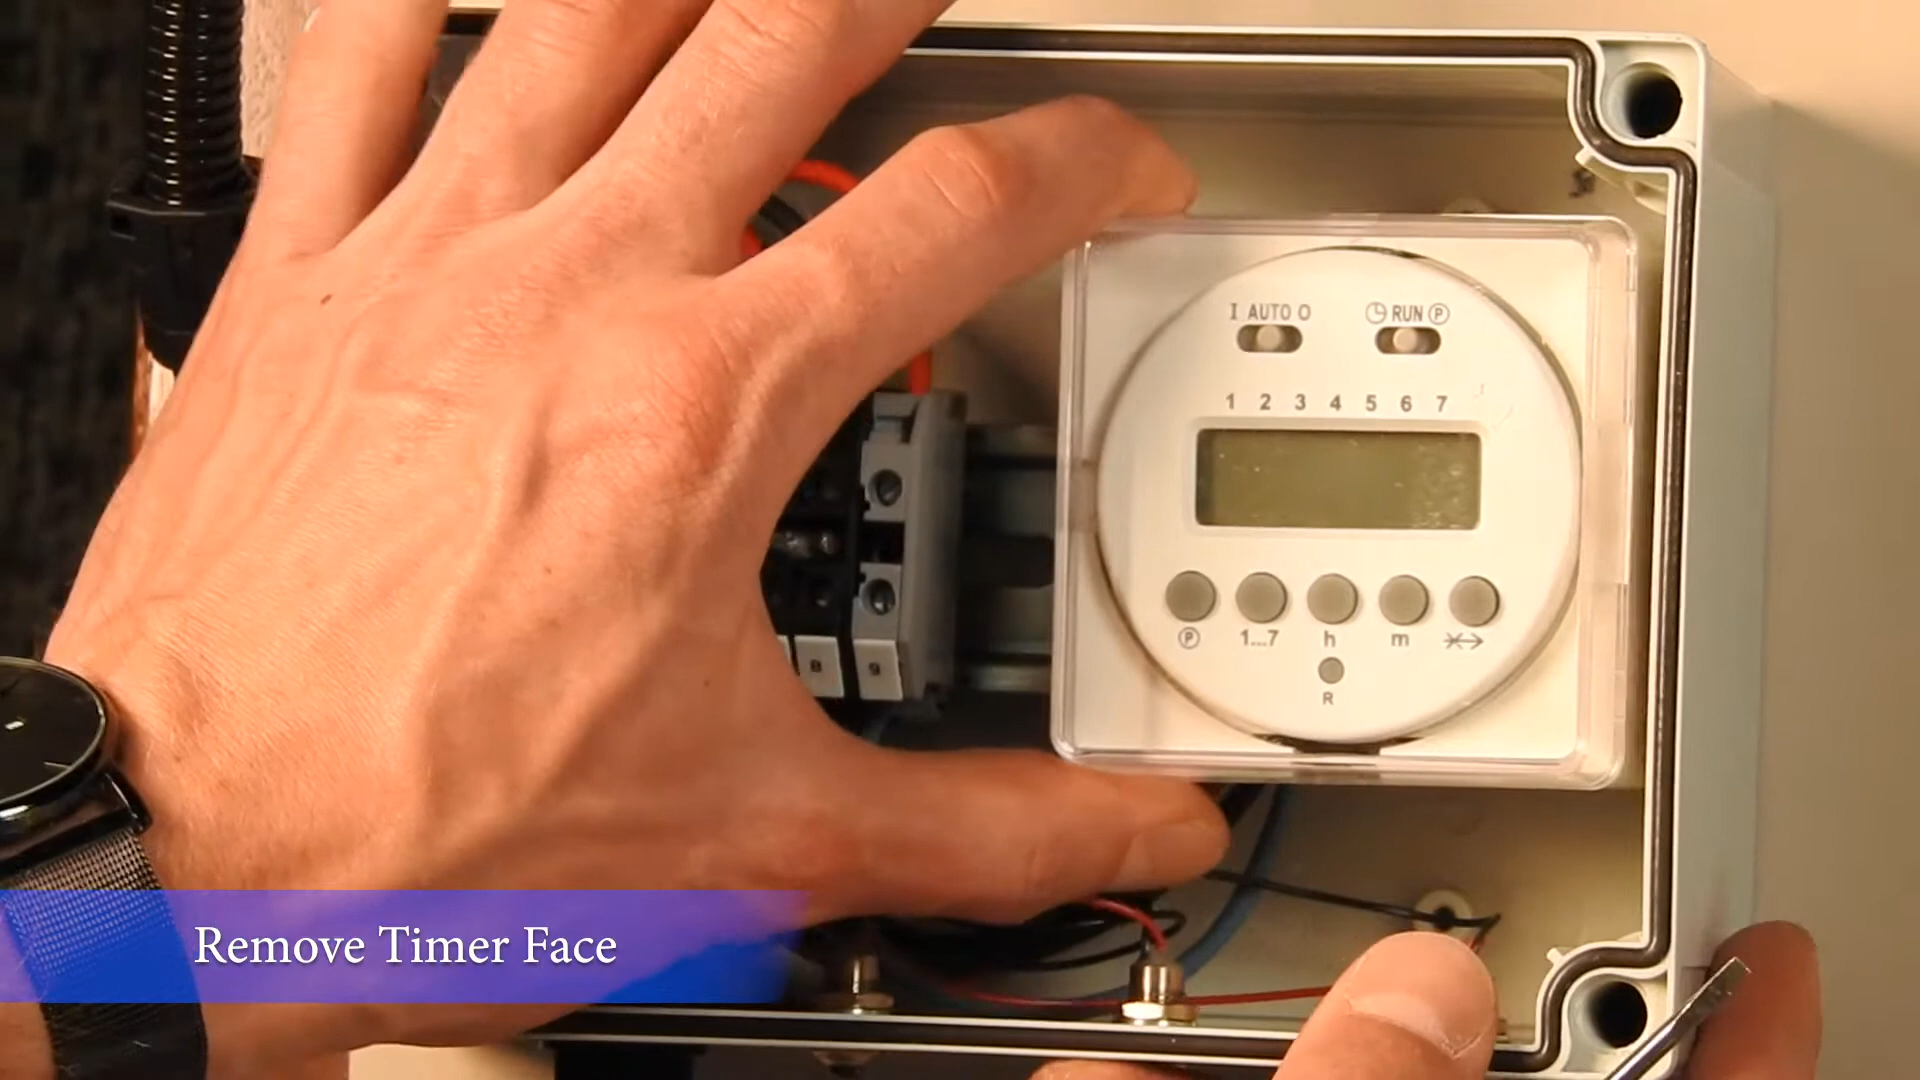 I AUTO O
RUN P
1 2 3 4 5 6 7
P 1...7 h m
R
8 9
Remove Timer Face